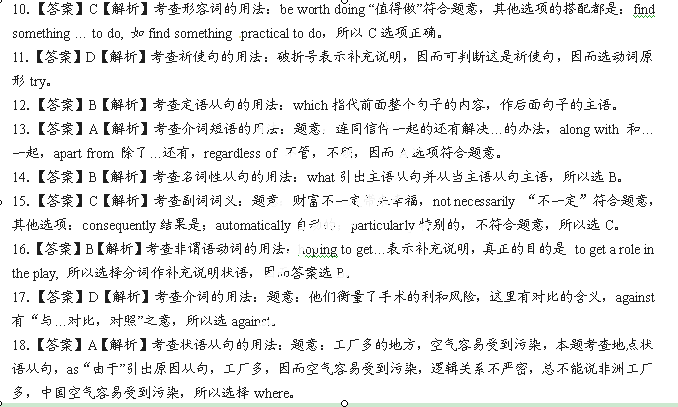 10.【答案】C【解析】考查形容词的用法：be worth doing “值得做”符合题意，其他选项的搭配都是：find
something … to do, 如 find something practical to do，所以 C 选项正确。
11.【答案】D【解析】考查祈使句的用法：破折号表示补充说明，因而可判断这是祈使句，因而选动词原
形 try。
12.【答案】B【解析】考查定语从句的用法：which 指代前面整个句子的内容，作后面句子的主语。
13.【答案】A【解析】考查介词短语的用法：题意：连同信件一起的还有解决…的办法，along with 和…
一起，apart from 除了…还有，regardless of 不管，不，因而选项符合题意。
14.【答案】B【解析】考查名词性从句的用法：what 引出主语从句并从当主语从句主语，所以选 B。
15.【答案】C【解析】考查副词词义：题意：财富不一定幸福，not necessarily “不一定”符合题意，
其他选项：consequently 结果是；automatically 自 particularly 特别的，不符合题意，所以选 C。
16.【答案】B【解析】考查非谓语动词的用法：hoping to get…表示补充说明，真正的目的是 to get a role in
the play, 所以选择分词作补充说明状语，答案选 B.
17.【答案】D【解析】考查介词的用法：题意：他们衡量了手术的利和风险，这里有对比的含义，against
有“与…对比，对照”之意，所以选 against.
18.【答案】A【解析】考查状语从句的用法：题意：工厂多的地方，空气容易受到污染，本题考查地点状
语从句，as“由于”引出原因从句，工厂多，因而空气容易受到污染，逻辑关系不严密，总不能说非洲工厂
多，中国空气容易受到污染，所以选择 where。